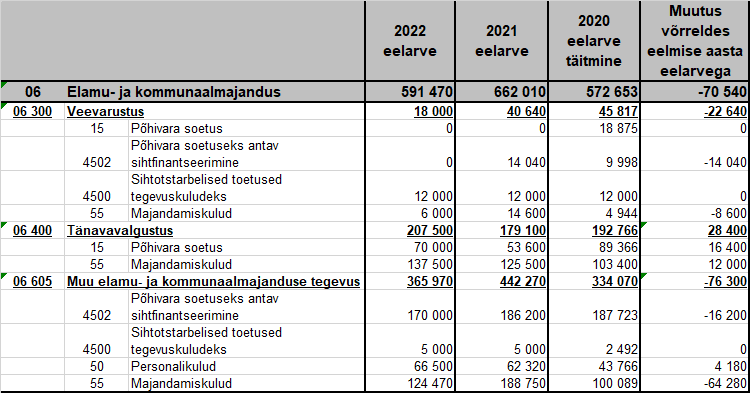 2022 eelarve 2021 eelarve 2020 eelarve täitmine Muutus võrreldes eelmise aasta eelarvega
06 Elamu- ja kommunaalmajandus 591 470 662 010 572 653 -70 540
06 300 Veevarustus 18 000 40 640 45 817 -22 640
15 Põhivara soetus 0 0 18 875 0
Põhivara soetuseks antav
4502 sihtfinantseerimine 0 14 040 9 998 -14 040
Sihtotstarbelised toetused
4500 tegevuskuludeks 12 000 12 000 12 000 0
55 Majandamiskulud 6 000 14 600 4 944 -8 600
06 400 Tänavavalgustus 207 500 179 100 192 766 28 400
15 Põhivara soetus 70 000 53 600 89 366 16 400
55 Majandamiskulud 137 500 125 500 103 400 12 000
06 605 Muu elamu- ja kommunaalmajanduse tegevus 365 970 442 270 334 070 -76 300
Põhivara soetuseks antav
4502 sihtfinantseerimine 170 000 186 200 187 723 -16 200
Sihtotstarbelised toetused
4500 tegevuskuludeks 5 000 5 000 2 492 0
50 Personalikulud 66 500 62 320 43 766 4 180
55 Majandamiskulud 124 470 188 750 100 089 -64 280